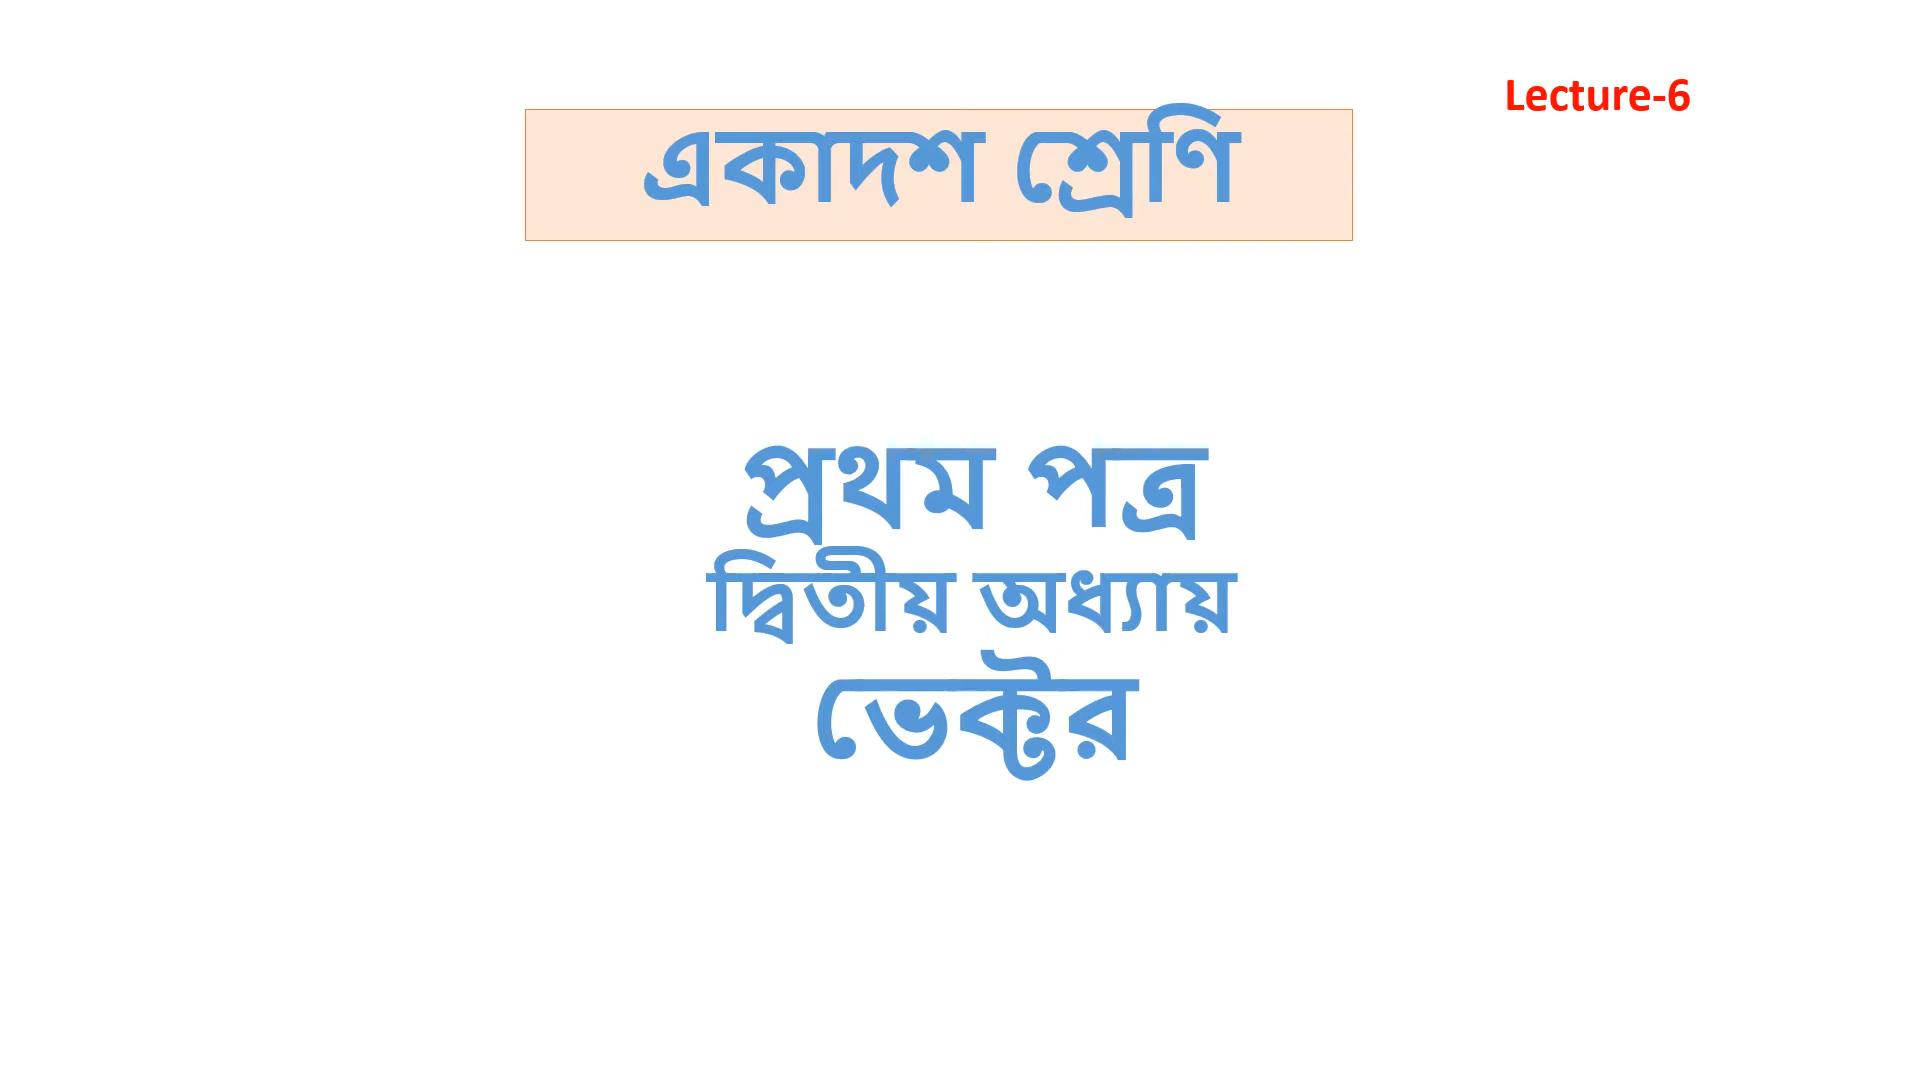 Lecture-6
একাদশ শ্রেণি
প্রথম পত্র
দ্বিতীয় অধ্যায়
ভেক্টর